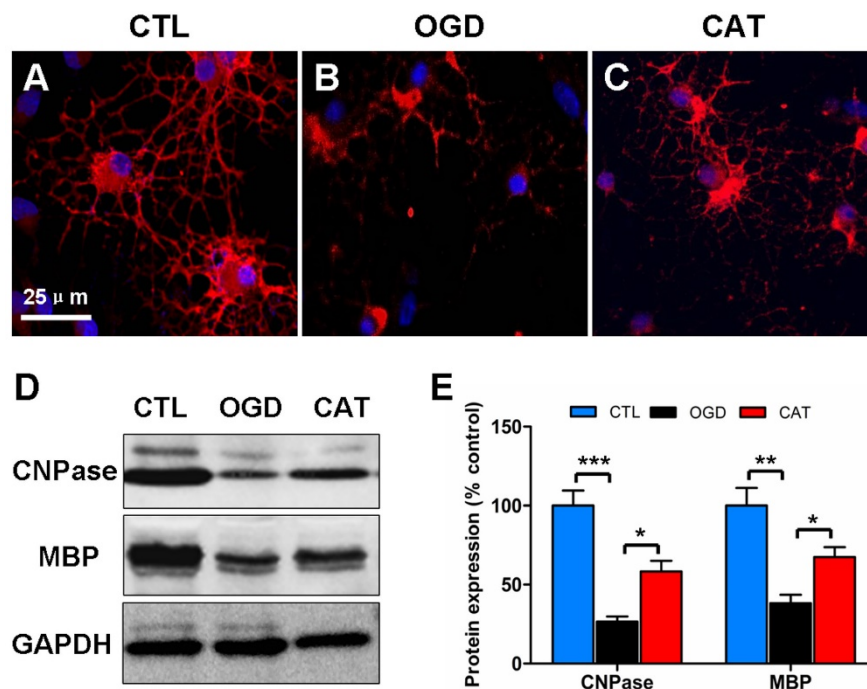 CTL OGD CAT
A B C
25 μm
D
CTL OGD CAT
CNPase
MBP
GAPDH
E
CTL OGD CAT
Protein expression (% control)
150
100
50
0
*** * ** *
CNPase MBP